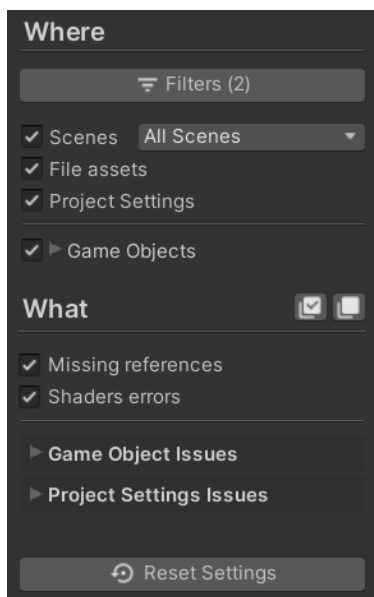 Where
Filters (2)
Scenes All Scenes
File assets
Project Settings
Game Objects
What
Missing references
Shaders errors
Game Object Issues
Project Settings Issues
Reset Settings